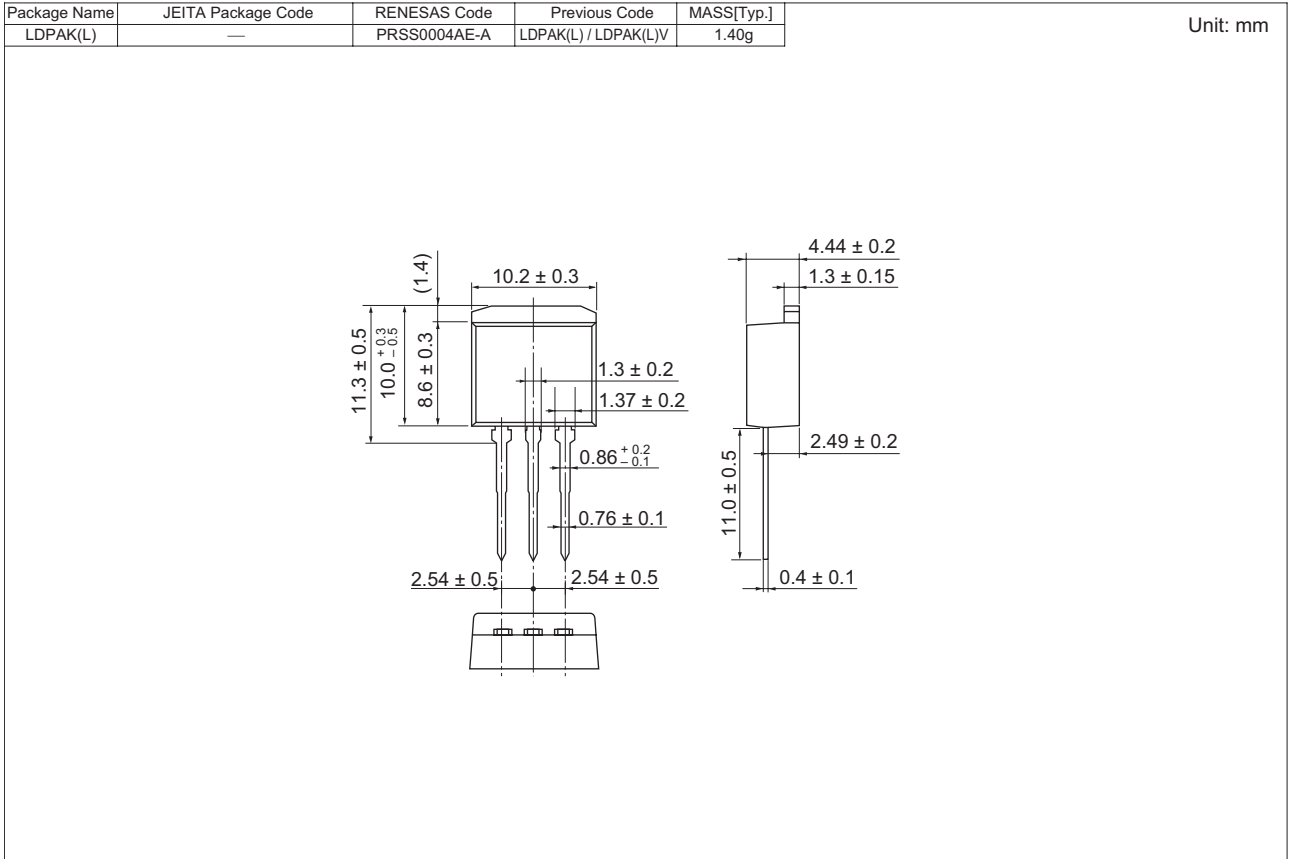 Package Name JEITA Package Code RENESAS Code Previous Code MASS[Typ.]
LDPAK(L) — PRSS0004AE-A LDPAK(L) / LDPAK(L)V 1.40g
Unit: mm
4.44 ± 0.2
(1.4)
10.2 ± 0.3
1.3 ± 0.15
11.3 ± 0.5
10.0 + 0.3 – 0.5
8.6 ± 0.3
1.3 ± 0.2
1.37 ± 0.2
2.49 ± 0.2
0.86 + 0.2 – 0.1
11.0 ± 0.5
0.76 ± 0.1
2.54 ± 0.5
2.54 ± 0.5
0.4 ± 0.1